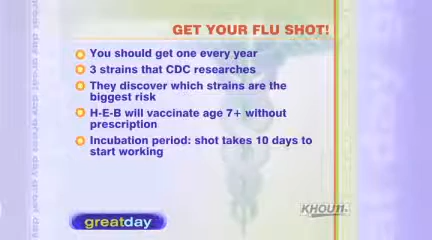 GET YOUR FLU SHOT!
You should get one every year
3 strains that CDC researches
They discover which strains are the
biggest risk
H-E-B will vaccinate age 7+ without
prescription
Incubation period: shot takes 10 days to
start working
KHOU11
greatday